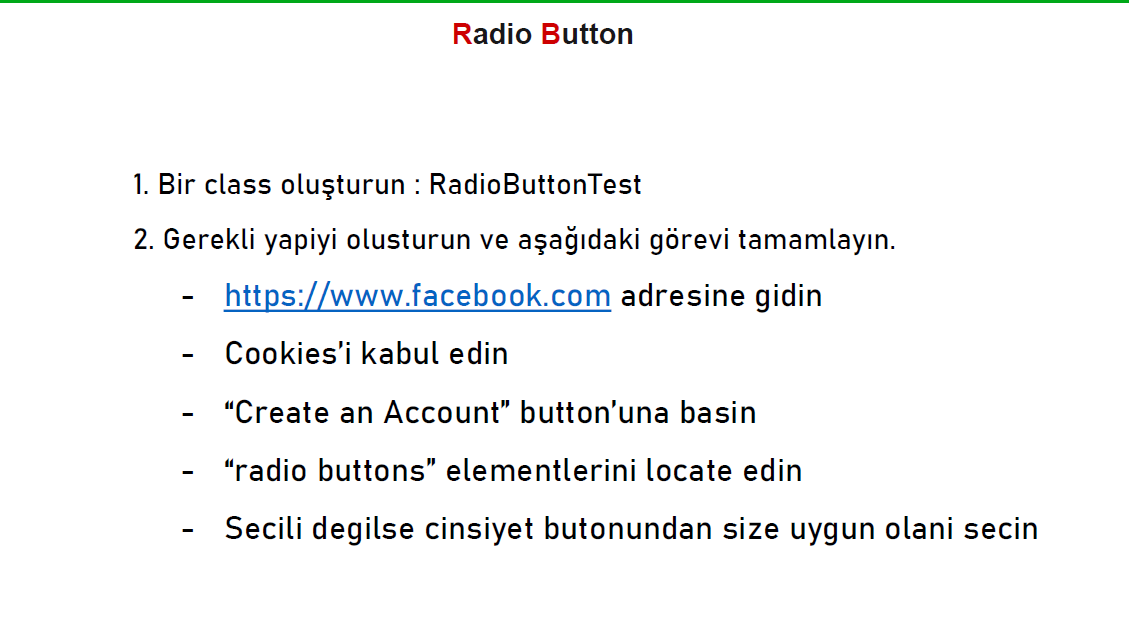 Radio Button
1. Bir class oluşturun : RadioButtonTest
2. Gerekli yapiyi olusturun ve aşağıdaki görevi tamamlayın.
- https://www.facebook.com adresine gidin
- Cookies’i kabul edin
- “Create an Account” button’una basin
- “radio buttons” elementlerini locate edin
- Secili degilse cinsiyet butonundan size uygun olani secin